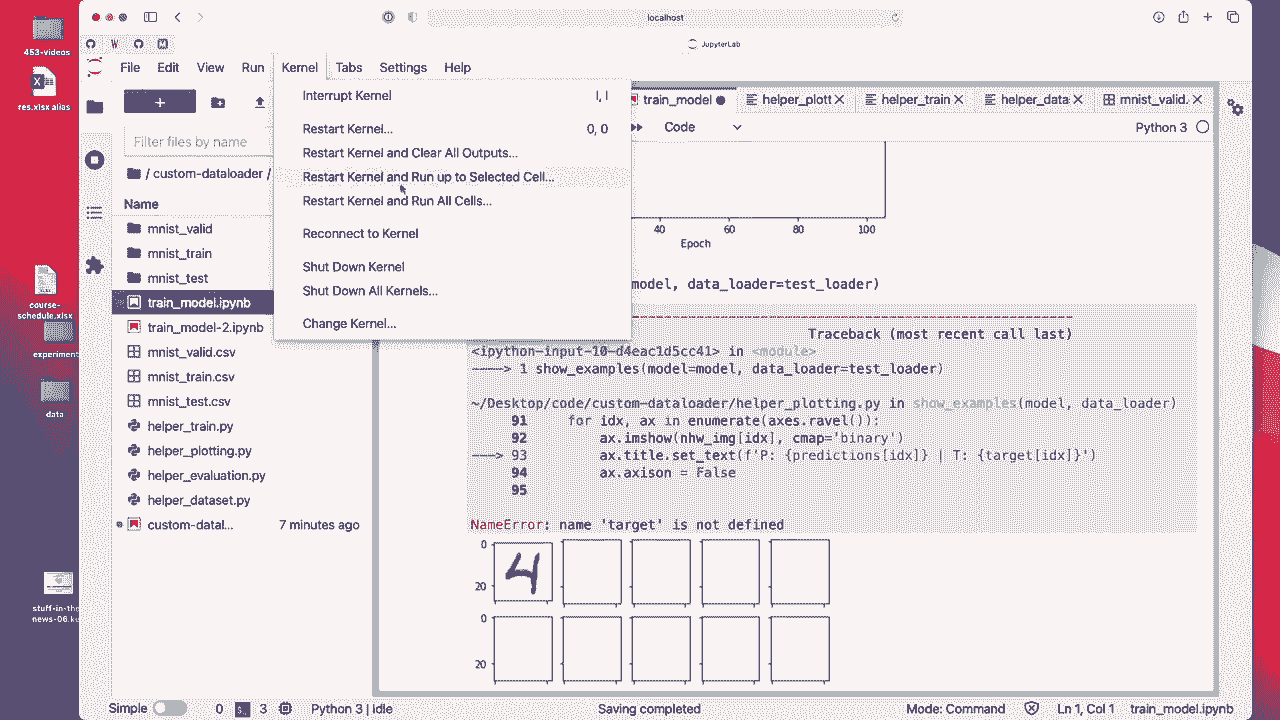 453-videos
res.xlsx alias
course-schedule.xlsx
experiment
data
localhost
W
M
JupyterLab
File Edit View Run Kernel Tabs Settings Help
Interrupt Kernel I, I
Restart Kernel... 0, 0
Restart Kernel and Clear All Outputs...
Restart Kernel and Run up to Selected Cell...
Restart Kernel and Run All Cells...
Reconnect to Kernel
Shut Down Kernel
Shut Down All Kernels...
Change Kernel...
+
Filter files by name
/ custom-dataloader /
Name
mnist_valid
mnist_train
mnist_test
train_model.ipynb
train_model-2.ipynb
mnist_valid.csv
mnist_train.csv
mnist_test.csv
helper_train.py
helper_plotting.py
helper_evaluation.py
helper_dataset.py
custom-datal... 7 minutes ago
train_model helper_plott helper_train helper_data mnist_valid.
Code Python 3
40 60 80 100
Epoch
model, data_loader=test_loader)
Traceback (most recent call last)
<ipython-input-10-d4eac1d5cc41> in
----> 1 show_examples(model=model, data_loader=test_loader)
~/Desktop/code/custom-dataloader/helper_plotting.py in show_examples(model, data_loader)
91 for idx, ax in enumerate(axes.ravel()):
92 ax.imshow(nhw_img[idx], cmap='binary')
---> 93 ax.title.set_text(f'P: {predictions[idx]} | T: {target[idx]}')
94 ax.axison = False
95
NameError: name 'target' is not defined
0
4
20
0
20
Simple 0 3 Python 3 | Idle Saving completed Mode: Command Ln 1, Col 1 train_model.ipynb